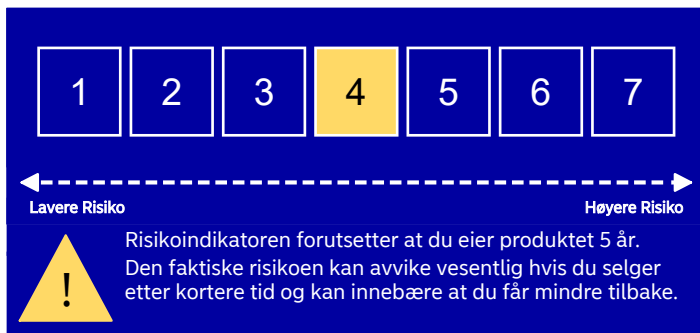 1 2 3 4 5 6 7
Lavere Risiko Høyere Risiko
Risikoindikatoren forutsetter at du eier produktet 5 år.
Den faktiske risikoen kan avvike vesentlig hvis du selger
! etter kortere tid og kan innebære at du får mindre tilbake.